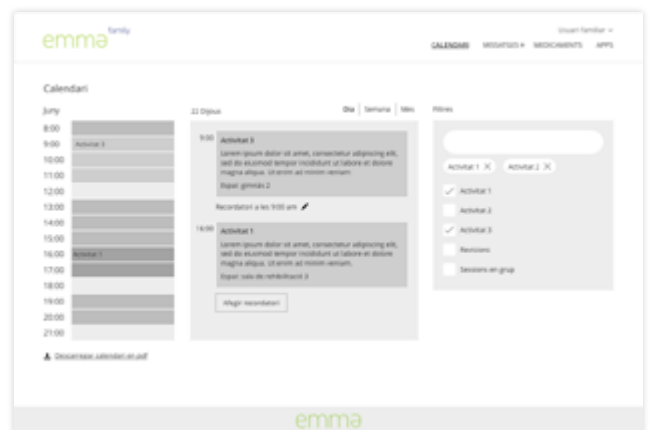 emmə family
Usuari familiar
CALENDARI MISSATGES MEDICAMENTS APPS
Calendari
Juny
22 Dijous
Dia | Setmana | Mes
Filtres
8:00
9:00 Activitat 3
10:00
11:00
12:00
13:00
14:00
15:00
16:00 Activitat 1
17:00
18:00
19:00
20:00
21:00
Descarregar calendari en pdf
9:00 Activitat 3
Lorem ipsum dolor sit amet, consectetur adipiscing elit,
sed do eiusmod tempor incididunt ut labore et dolore
magna aliqua. Ut enim ad minim veniam.
Espai: gimnàs 2
Recordatori a les 9:00 am
16:00 Activitat 1
Lorem ipsum dolor sit amet, consectetur adipiscing elit,
sed do eiusmod tempor incididunt ut labore et dolore
magna aliqua. Ut enim ad minim veniam.
Espai: sala de rehabilitació 3
Afegir recordatori
Activitat 1 X Activitat 2 X
Activitat 1
Activitat 2
Activitat 3
Revisions
Sessions en grup
emmə